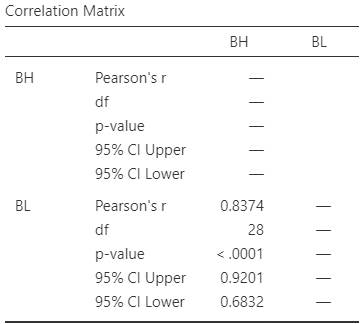 Correlation Matrix
BH BL
BH Pearson's r —
df —
p-value —
95% CI Upper —
95% CI Lower —
BL Pearson's r 0.8374 —
df 28 —
p-value < .0001 —
95% CI Upper 0.9201 —
95% CI Lower 0.6832 —